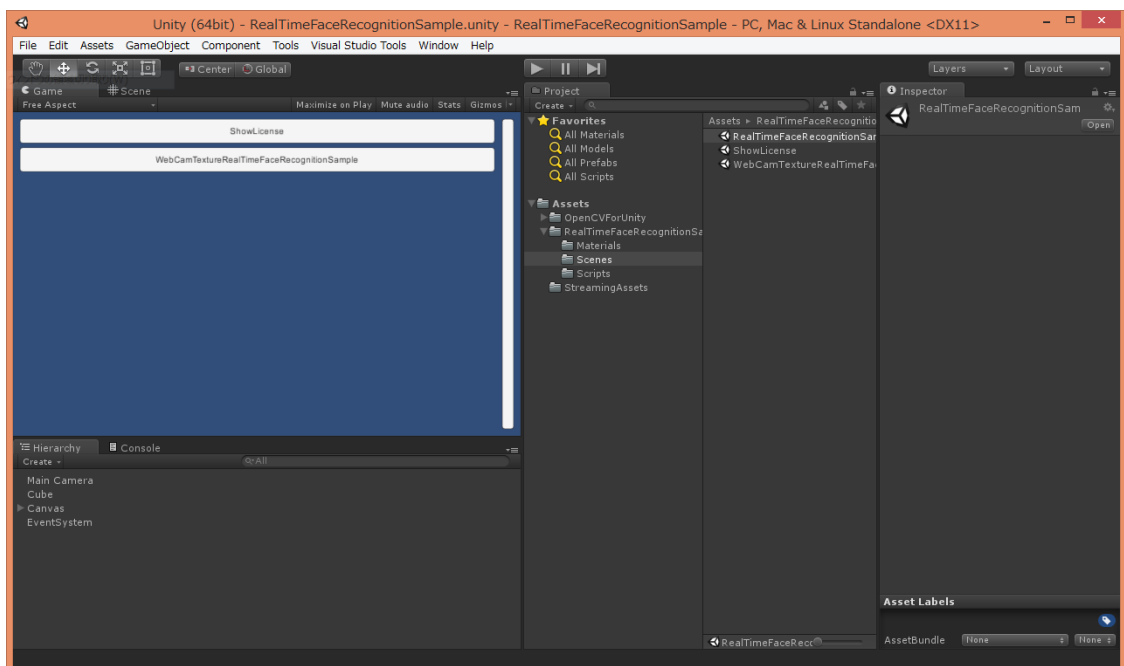 Unity (64bit) - RealTimeFaceRecognitionSample.unity - RealTimeFaceRecognitionSample - PC, Mac & Linux Standalone <DX11>
File Edit Assets GameObject Component Tools Visual Studio Tools Window Help
Center Global
Layers Layout
Game #Scene
Free Aspect Maximize on Play Mute audio Stats Gizmos
ShowLicense
WebCamTextureRealTimeFaceRecognitionSample
Hierarchy Console
Create All
Main Camera
Cube
Canvas
EventSystem
Project
Create
Favorites
All Materials
All Models
All Prefabs
All Scripts
Assets
OpenCVForUnity
RealTimeFaceRecognitionSa
Materials
Scenes
Scripts
StreamingAssets
Assets ▸ RealTimeFaceRecognitio
RealTimeFaceRecognitionSar
ShowLicense
WebCamTextureRealTimeFa
RealTimeFaceRecc
Inspector
RealTimeFaceRecognitionSam
Open
Asset Labels
AssetBundle None None